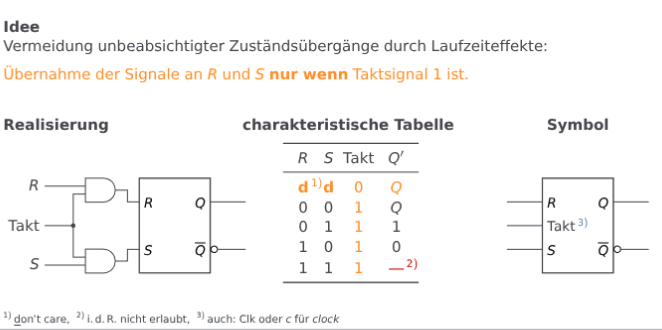 Idee
Vermeidung unbeabsichtigter Zuständsübergänge durch Laufzeiteffekte:
Übernahme der Signale an R und S nur wenn Taktsignal 1 ist.
Realisierung
R
Takt
S
R Q
S Q̅
charakteristische Tabelle
R S Takt Q′
d 1) d 0 Q
0 0 1 Q
0 1 1 1
1 0 1 0
1 1 1 — 2)
Symbol
R Q
Takt 3)
S Q̅
1) don't care, 2) i. d. R. nicht erlaubt, 3) auch: Clk oder c für clock